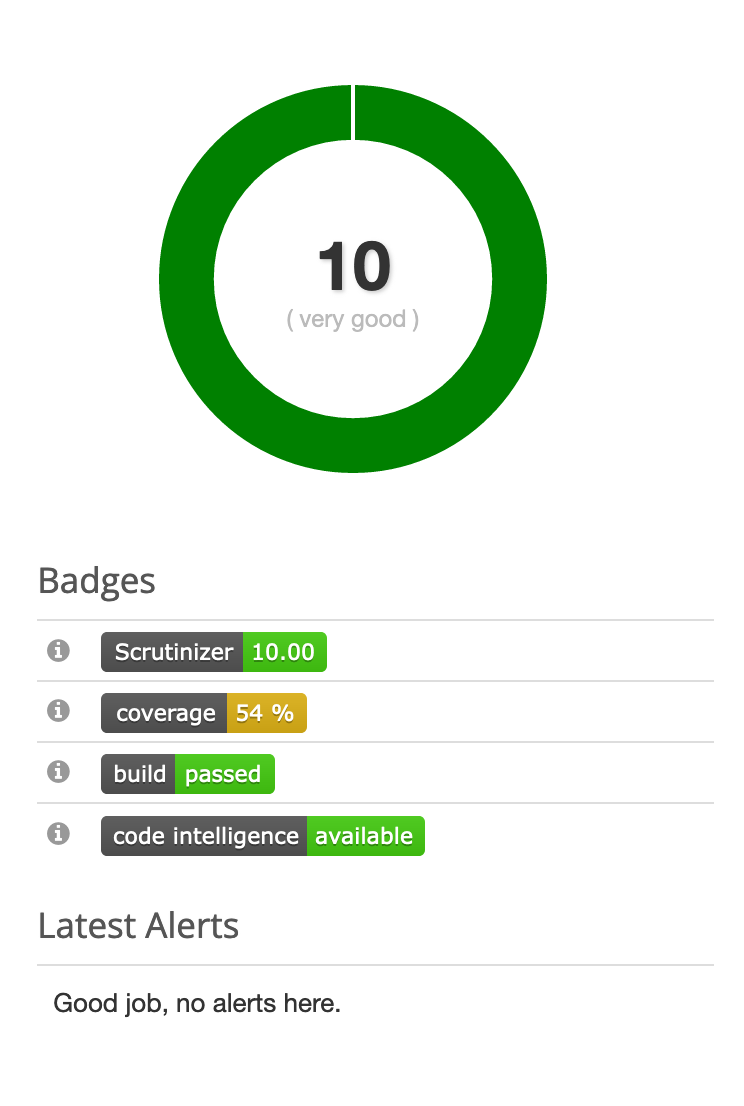 10
( very good )
Badges
Scrutinizer 10.00
coverage 54 %
build passed
code intelligence available
Latest Alerts
Good job, no alerts here.